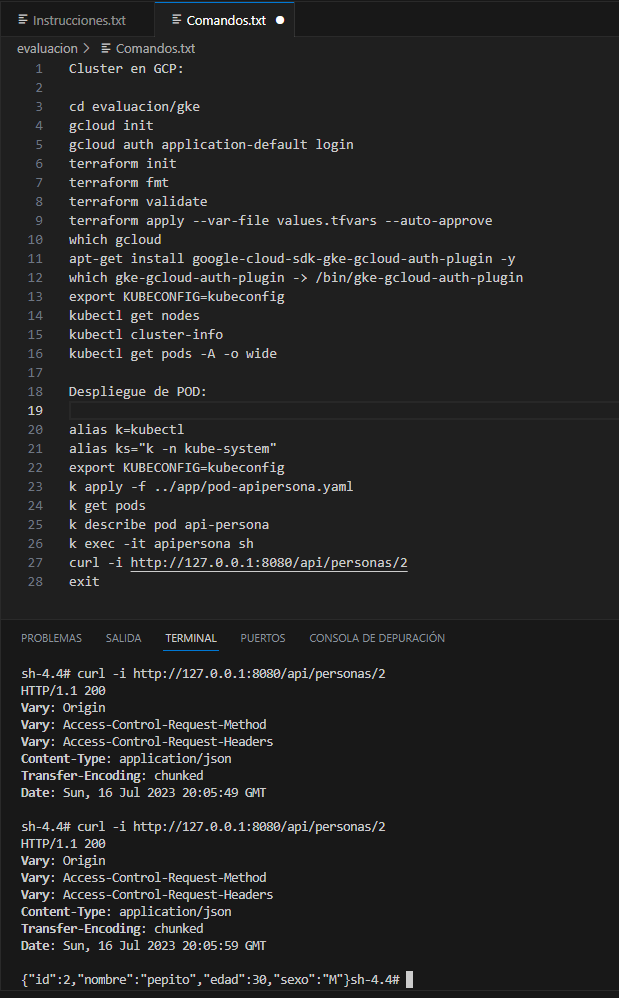 Instrucciones.txt Comandos.txt
evaluacion > Comandos.txt
1 Cluster en GCP:
2
3 cd evaluacion/gke
4 gcloud init
5 gcloud auth application-default login
6 terraform init
7 terraform fmt
8 terraform validate
9 terraform apply --var-file values.tfvars --auto-approve
10 which gcloud
11 apt-get install google-cloud-sdk-gke-gcloud-auth-plugin -y
12 which gke-gcloud-auth-plugin -> /bin/gke-gcloud-auth-plugin
13 export KUBECONFIG=kubeconfig
14 kubectl get nodes
15 kubectl cluster-info
16 kubectl get pods -A -o wide
17
18 Despliegue de POD:
19
20 alias k=kubectl
21 alias ks="k -n kube-system"
22 export KUBECONFIG=kubeconfig
23 k apply -f ../app/pod-apipersona.yaml
24 k get pods
25 k describe pod api-persona
26 k exec -it apipersona sh
27 curl -i http://127.0.0.1:8080/api/personas/2
28 exit
PROBLEMAS SALIDA TERMINAL PUERTOS CONSOLA DE DEPURACIÓN
sh-4.4# curl -i http://127.0.0.1:8080/api/personas/2
HTTP/1.1 200
Vary: Origin
Vary: Access-Control-Request-Method
Vary: Access-Control-Request-Headers
Content-Type: application/json
Transfer-Encoding: chunked
Date: Sun, 16 Jul 2023 20:05:49 GMT
sh-4.4# curl -i http://127.0.0.1:8080/api/personas/2
HTTP/1.1 200
Vary: Origin
Vary: Access-Control-Request-Method
Vary: Access-Control-Request-Headers
Content-Type: application/json
Transfer-Encoding: chunked
Date: Sun, 16 Jul 2023 20:05:59 GMT
{"id":2,"nombre":"pepito","edad":30,"sexo":"M"}sh-4.4#